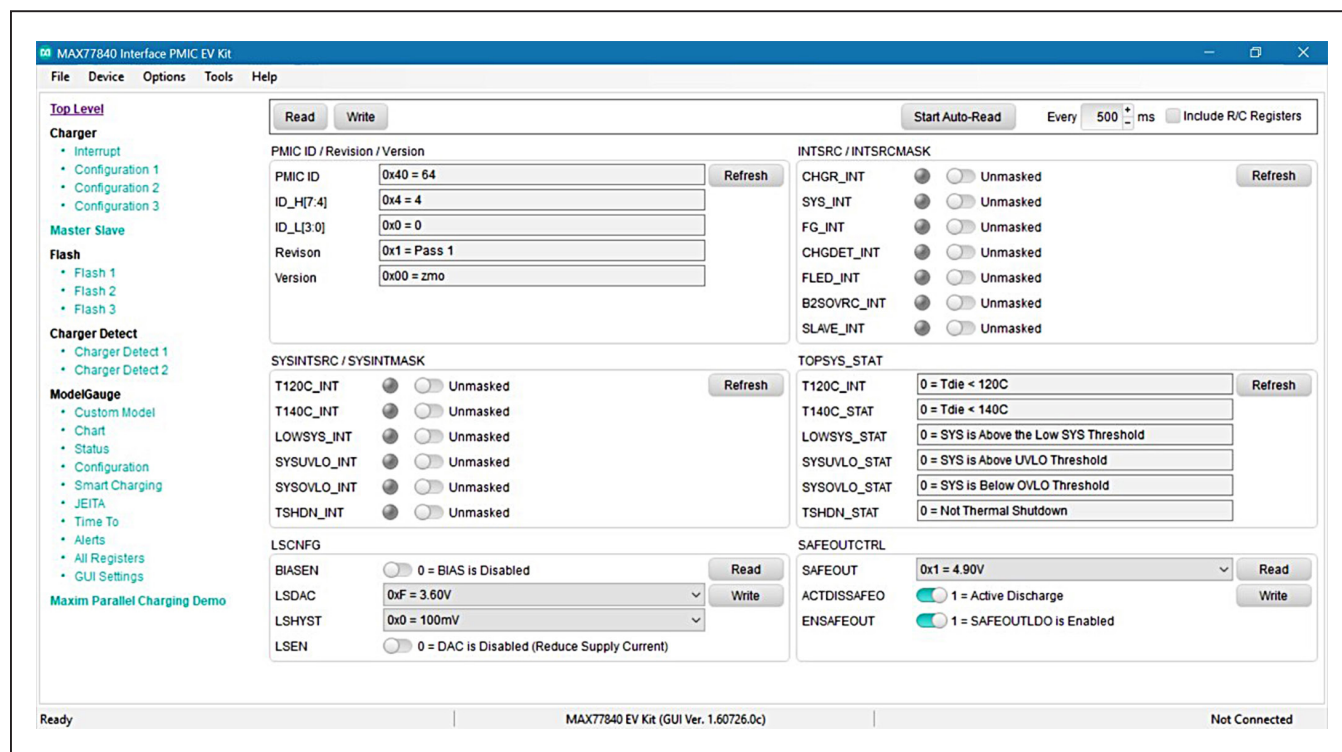 MAX77840 Interface PMIC EV Kit
File Device Options Tools Help
Top Level
Charger
• Interrupt
• Configuration 1
• Configuration 2
• Configuration 3
Master Slave
Flash
• Flash 1
• Flash 2
• Flash 3
Charger Detect
• Charger Detect 1
• Charger Detect 2
ModelGauge
• Custom Model
• Chart
• Status
• Configuration
• Smart Charging
• JEITA
• Time To
• Alerts
• All Registers
• GUI Settings
Maxim Parallel Charging Demo
Read Write Start Auto-Read Every 500 ms Include R/C Registers
PMIC ID / Revision / Version
PMIC ID 0x40 = 64 Refresh
ID_H[7:4] 0x4 = 4
ID_L[3:0] 0x0 = 0
Revison 0x1 = Pass 1
Version 0x00 = zmo
INTSRC / INTSRCMASK
CHGR_INT Unmasked Refresh
SYS_INT Unmasked
FG_INT Unmasked
CHGDET_INT Unmasked
FLED_INT Unmasked
B2SOVRC_INT Unmasked
SLAVE_INT Unmasked
SYSINTSRC / SYSINTMASK
T120C_INT Unmasked Refresh
T140C_INT Unmasked
LOWSYS_INT Unmasked
SYSUVLO_INT Unmasked
SYSOVLO_INT Unmasked
TSHDN_INT Unmasked
TOPSYS_STAT
T120C_INT 0 = Tdie < 120C Refresh
T140C_STAT 0 = Tdie < 140C
LOWSYS_STAT 0 = SYS is Above the Low SYS Threshold
SYSUVLO_STAT 0 = SYS is Above UVLO Threshold
SYSOVLO_STAT 0 = SYS is Below OVLO Threshold
TSHDN_STAT 0 = Not Thermal Shutdown
LSCNFG
BIASEN 0 = BIAS is Disabled Read
LSDAC 0xF = 3.60V Write
LSHYST 0x0 = 100mV
LSEN 0 = DAC is Disabled (Reduce Supply Current)
SAFEOUTCTRL
SAFEOUT 0x1 = 4.90V Read
ACTDISSAFEO 1 = Active Discharge Write
ENSAFEOUT 1 = SAFEOUTLDO is Enabled
Ready MAX77840 EV Kit (GUI Ver. 1.60726.0c) Not Connected